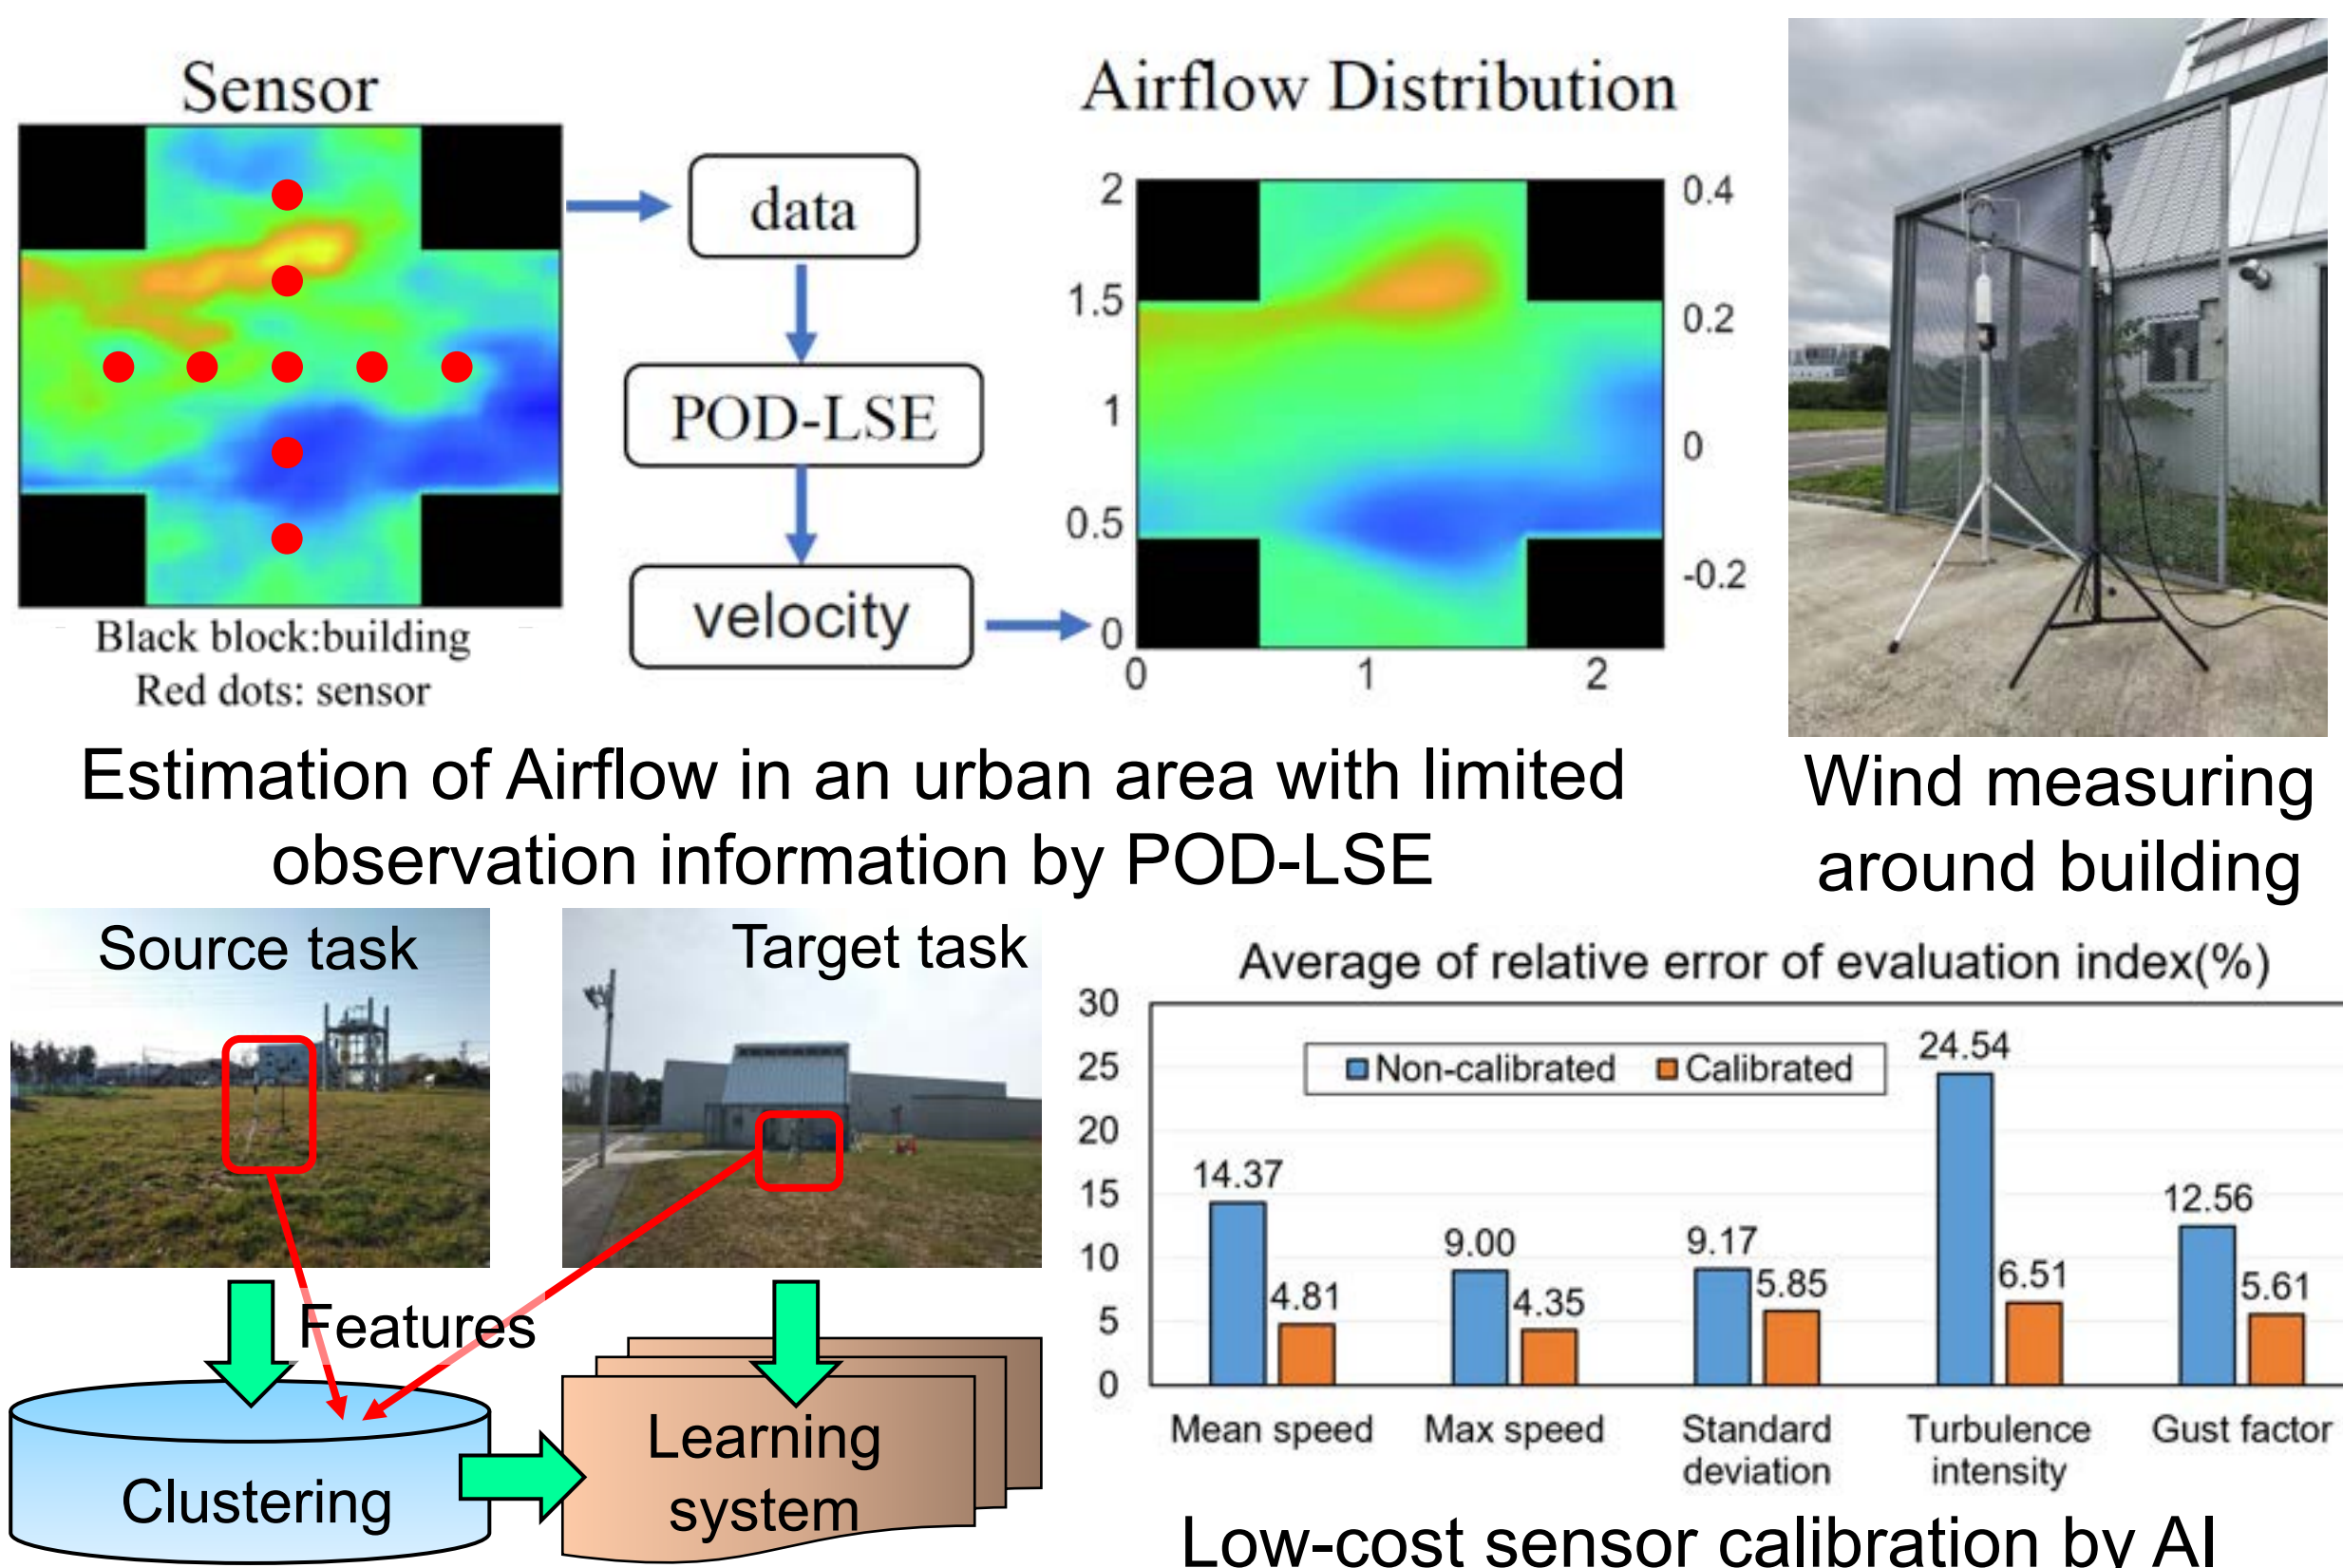 Sensor
Black block:building
Red dots: sensor
data
POD-LSE
velocity
Airflow Distribution
2
1.5
1
0.5
0
0 1 2
0.4
0.2
0
-0.2
Estimation of Airflow in an urban area with limited
observation information by POD-LSE
Wind measuring
around building
Source task
Target task
Features
Clustering
Learning
system
Average of relative error of evaluation index(%)
30
25
20
15
10
5
0
Non-calibrated Calibrated
14.37 4.81 9.00 4.35 9.17 5.85 24.54 6.51 12.56 5.61
Mean speed Max speed Standard deviation Turbulence intensity Gust factor
Low-cost sensor calibration by AI